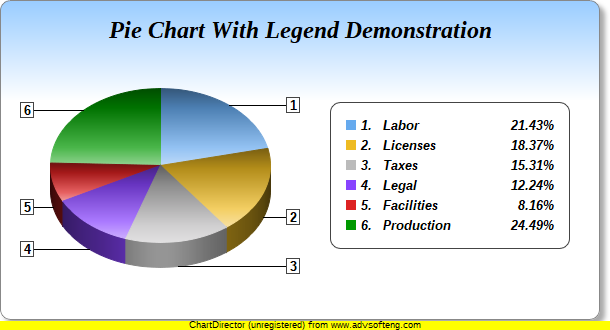 Pie Chart With Legend Demonstration
6
1
1. Labor 21.43%
2. Licenses 18.37%
3. Taxes 15.31%
4. Legal 12.24%
5. Facilities 8.16%
6. Production 24.49%
5
2
4
3
ChartDirector (unregistered) from www.advsofteng.com